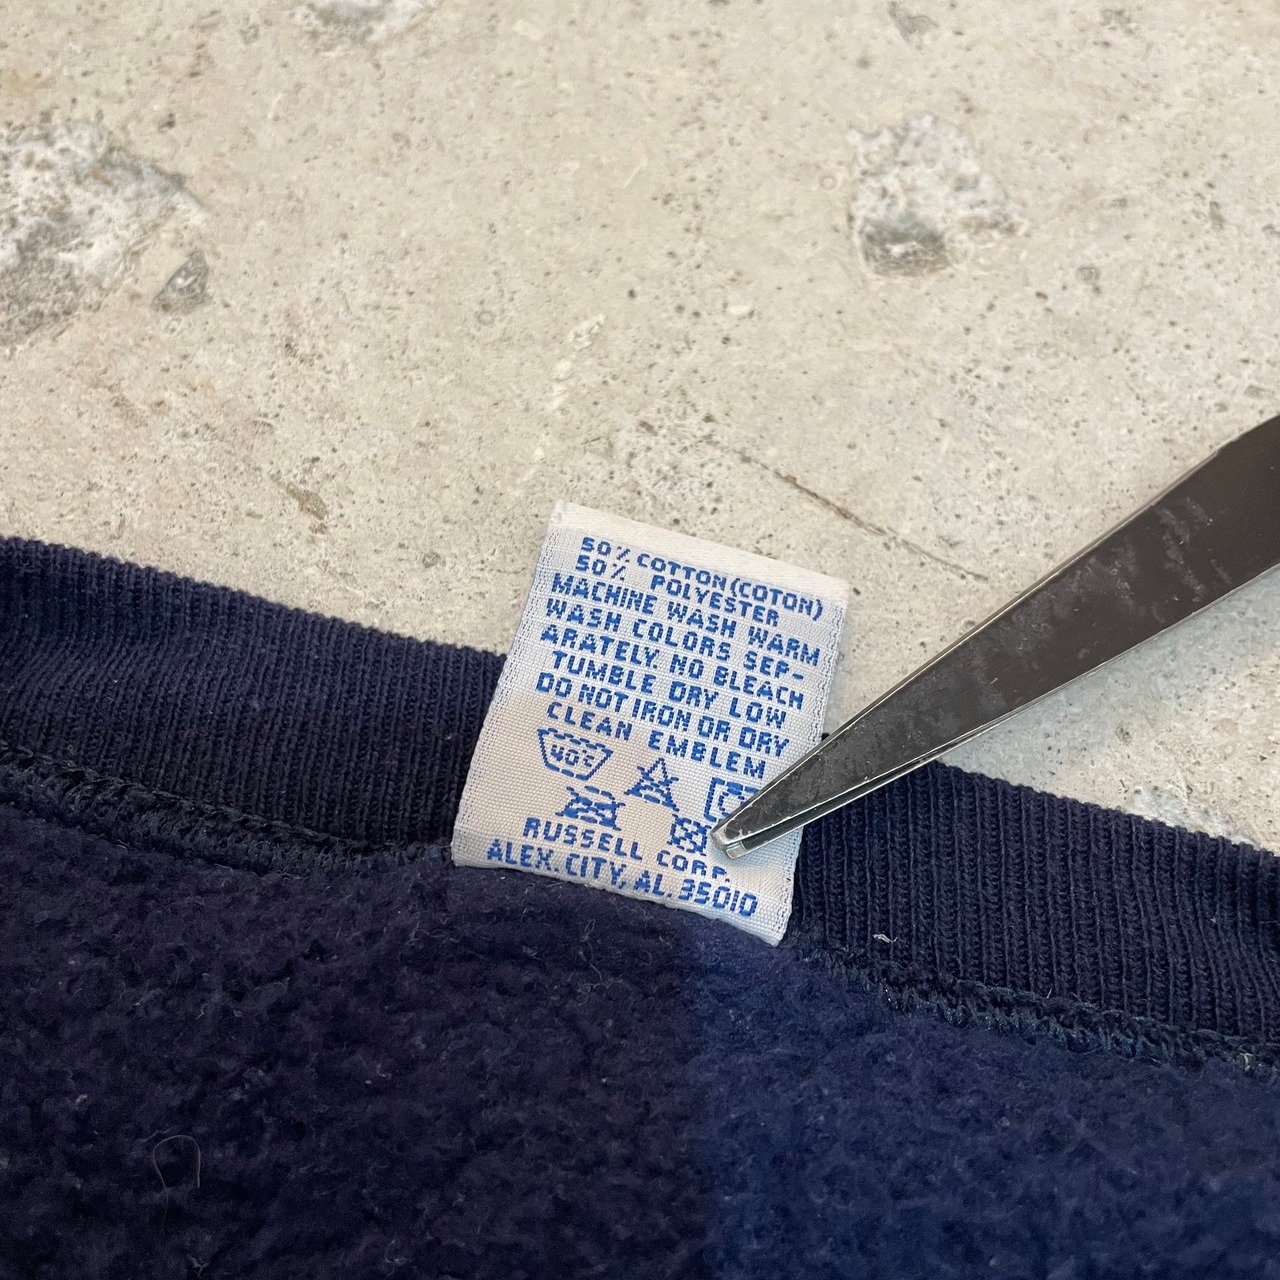 50% COTTON (COTON)
50% POLYESTER
MACHINE WASH WARM
WASH COLORS SEP-
ARATELY. NO BLEACH
TUMBLE DRY LOW
DO NOT IRON OR DRY
CLEAN EMBLEM
40°C
RUSSELL CORP.
ALEX. CITY, AL. 35010